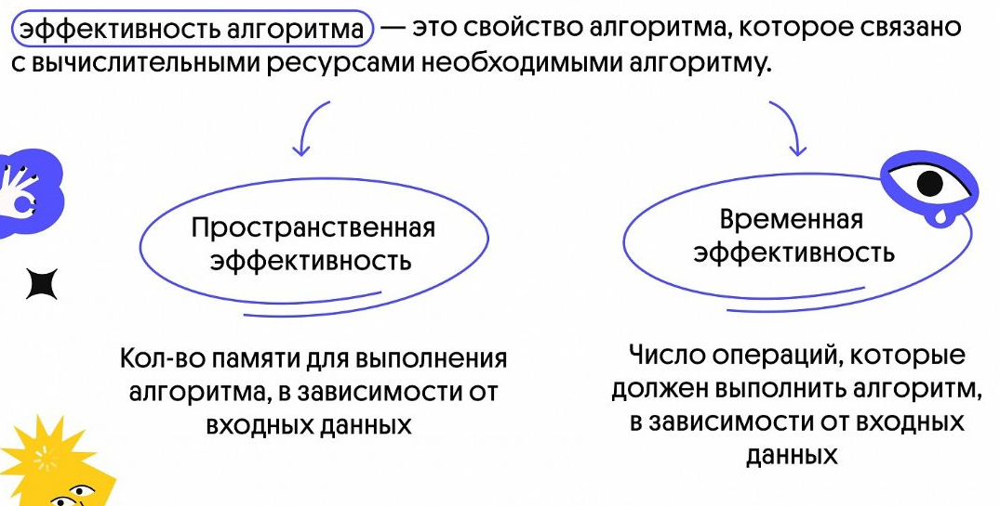 эффективность алгоритма — это свойство алгоритма, которое связано
с вычислительными ресурсами необходимыми алгоритму.
Пространственная
эффективность
Кол-во памяти для выполнения
алгоритма, в зависимости от
входных данных
Временная
эффективность
Число операций, которые
должен выполнить алгоритм,
в зависимости от входных
данных